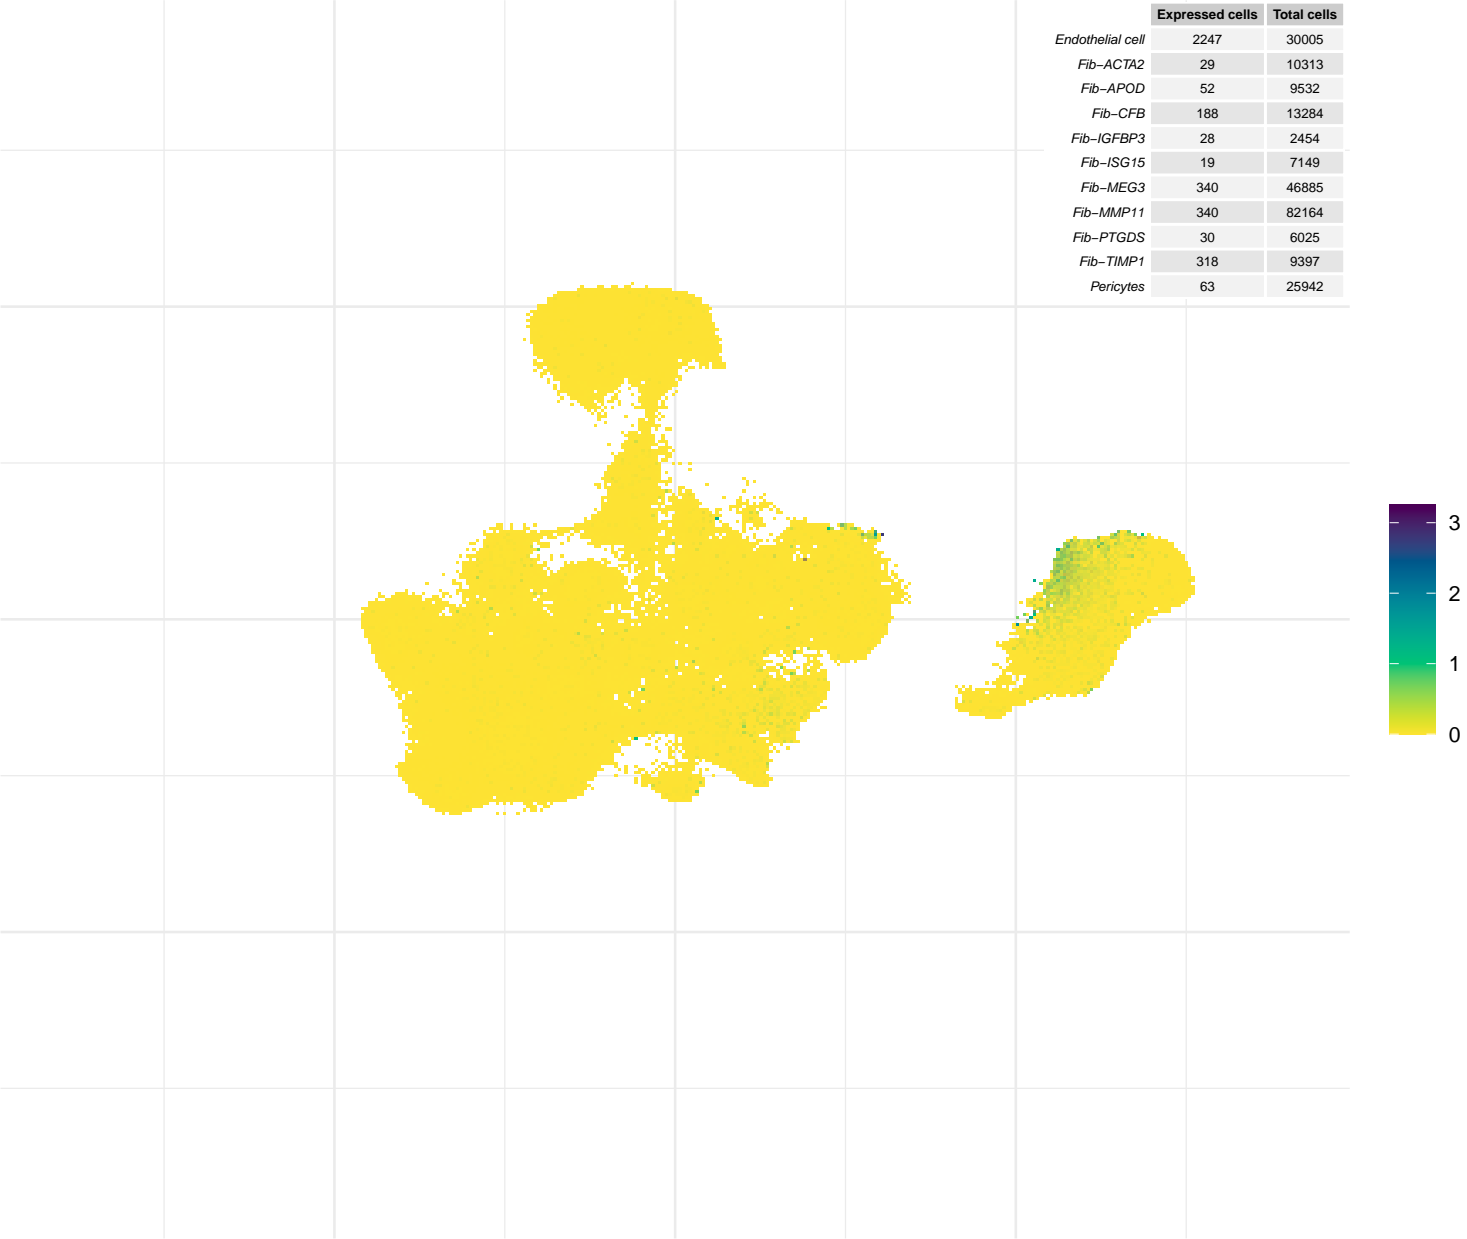 Expressed cells Total cells
Endothelial cell 2247 30005
Fib−ACTA2 29 10313
Fib−APOD 52 9532
Fib−CFB 188 13284
Fib−IGFBP3 28 2454
Fib−ISG15 19 7149
Fib−MEG3 340 46885
Fib−MMP11 340 82164
Fib−PTGDS 30 6025
Fib−TIMP1 318 9397
Pericytes 63 25942
3
2
1
0